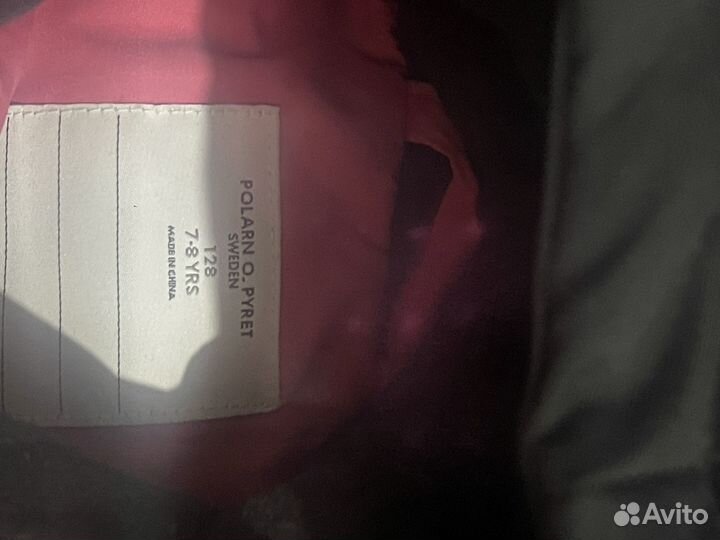 POLARN O. PYRET
SWEDEN
128
7-8 YRS
MADE IN CHINA
Avito